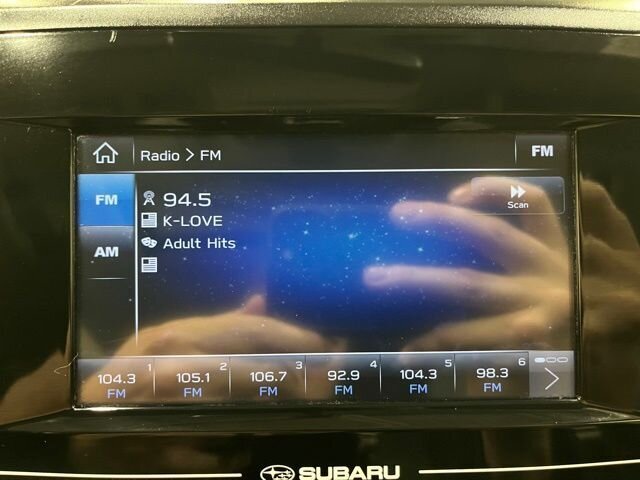 Radio > FM
FM
FM
94.5
Scan
K-LOVE
AM
Adult Hits
1 2 3 4 5 6
104.3 105.1 106.7 92.9 104.3 98.3
FM FM FM FM FM FM
SUBARU